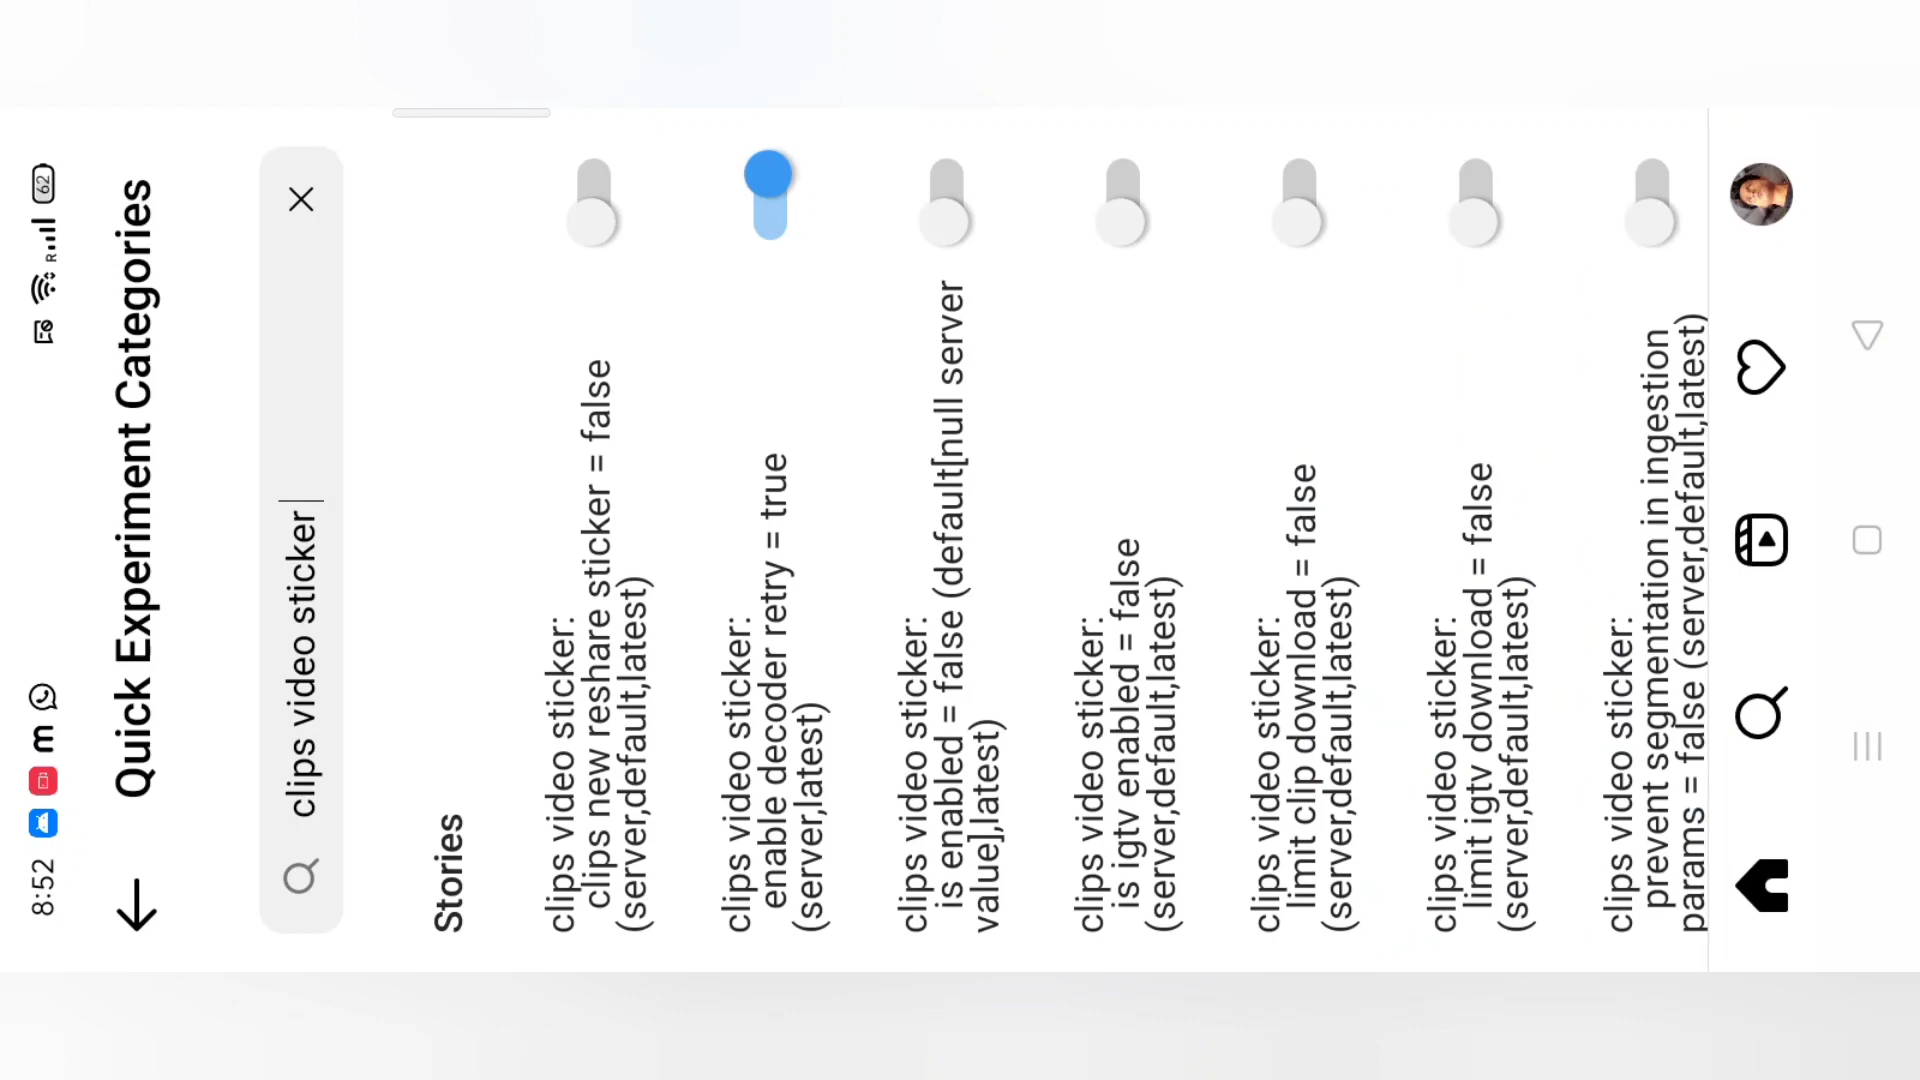 8:52
m
R
62
Quick Experiment Categories
clips video sticker
Stories
clips video sticker:
clips new reshare sticker = false
(server,default,latest)
clips video sticker:
enable decoder retry = true
(server,latest)
clips video sticker:
is enabled = false (default[null server
value],latest)
clips video sticker:
is igtv enabled = false
(server,default,latest)
clips video sticker:
limit clip download = false
(server,default,latest)
clips video sticker:
limit igtv download = false
(server,default,latest)
clips video sticker:
prevent segmentation in ingestion
params = false (server,default,latest)